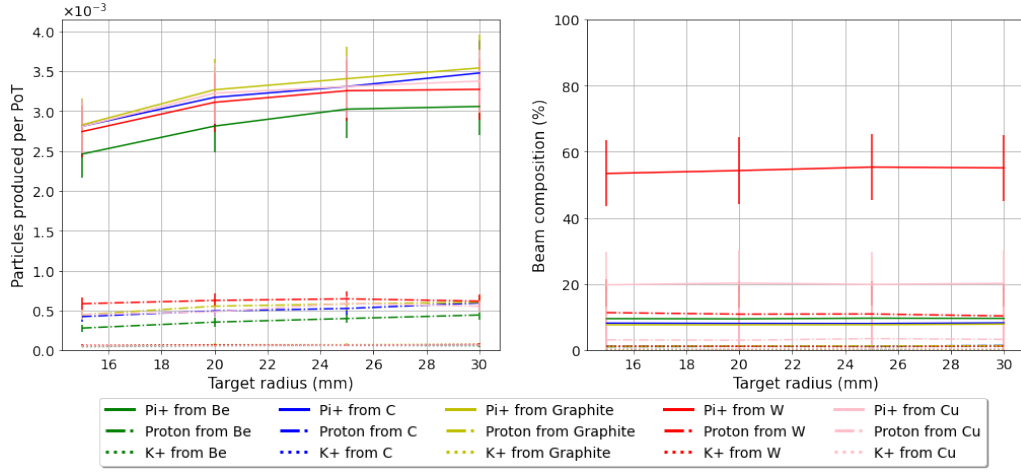 ×10⁻³
4.0
3.5
3.0
2.5
2.0
1.5
1.0
0.5
0.0
Particles produced per PoT
16 18 20 22 24 26 28 30
Target radius (mm)
100
80
60
40
20
0
Beam composition (%)
16 18 20 22 24 26 28 30
Target radius (mm)
Pi+ from Be Pi+ from C Pi+ from Graphite Pi+ from W Pi+ from Cu
Proton from Be Proton from C Proton from Graphite Proton from W Proton from Cu
K+ from Be K+ from C K+ from Graphite K+ from W K+ from Cu